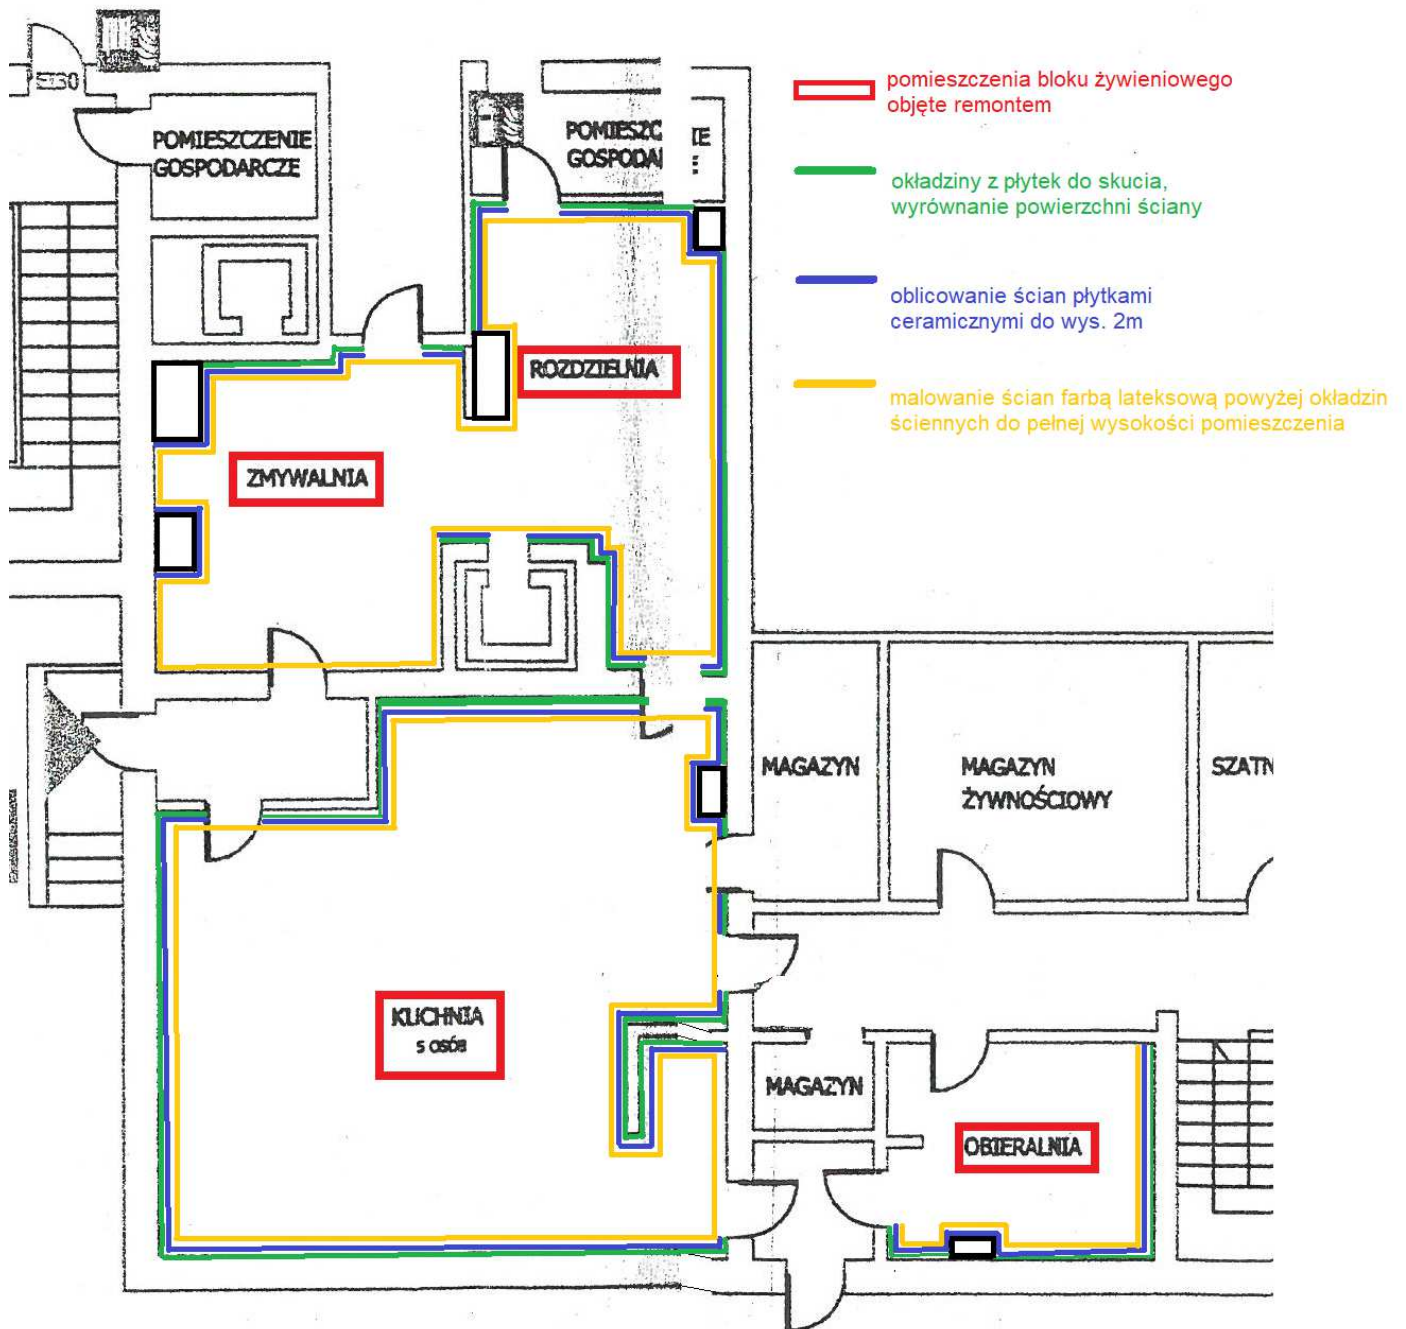 pomieszczenia bloku żywieniowego
objęte remontem
POMIESZCZENIE
GOSPODARCZE
okładziny z płytek do skucia,
wyrównanie powierzchni ściany
oblicowanie ścian płytkami
ceramicznymi do wys. 2m
ROZDZIELNIA
malowanie ścian farbą lateksową powyżej okładzin
ściennych do pełnej wysokości pomieszczenia
ZMYWALNIA
MAGAZYN
MAGAZYN
ŻYWNOŚCIOWY
SZATN
KUCHNIA
5 osób
MAGAZYN
OBIERALNIA